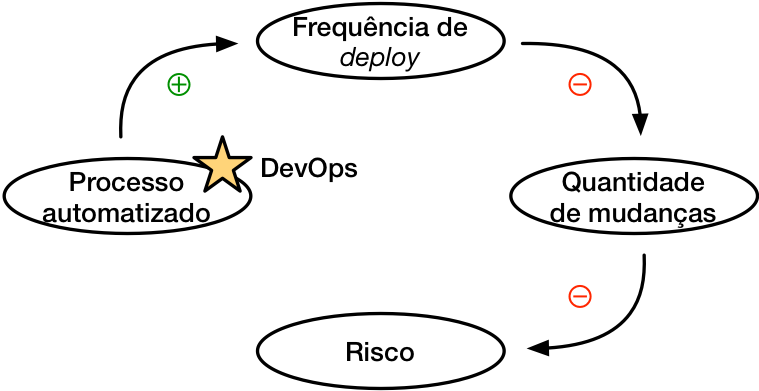 Frequência de
deploy
⊕
⊖
Processo
automatizado
DevOps
Quantidade
de mudanças
⊖
Risco